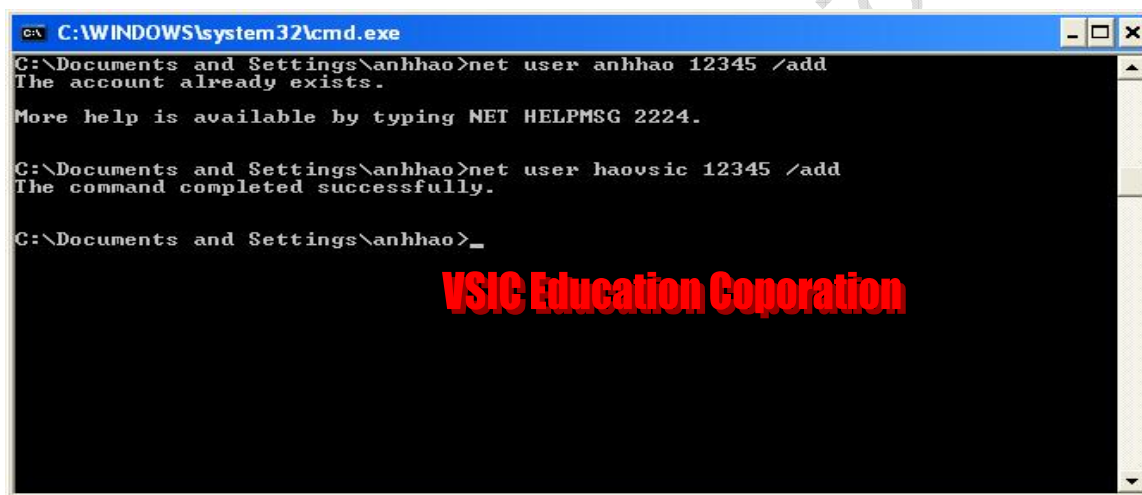 C:\WINDOWS\system32\cmd.exe
C:\Documents and Settings\anhhao>net user anhhao 12345 /add
The account already exists.
More help is available by typing NET HELPMSG 2224.
C:\Documents and Settings\anhhao>net user haovsic 12345 /add
The command completed successfully.
C:\Documents and Settings\anhhao>_
VSIC Education Coporation